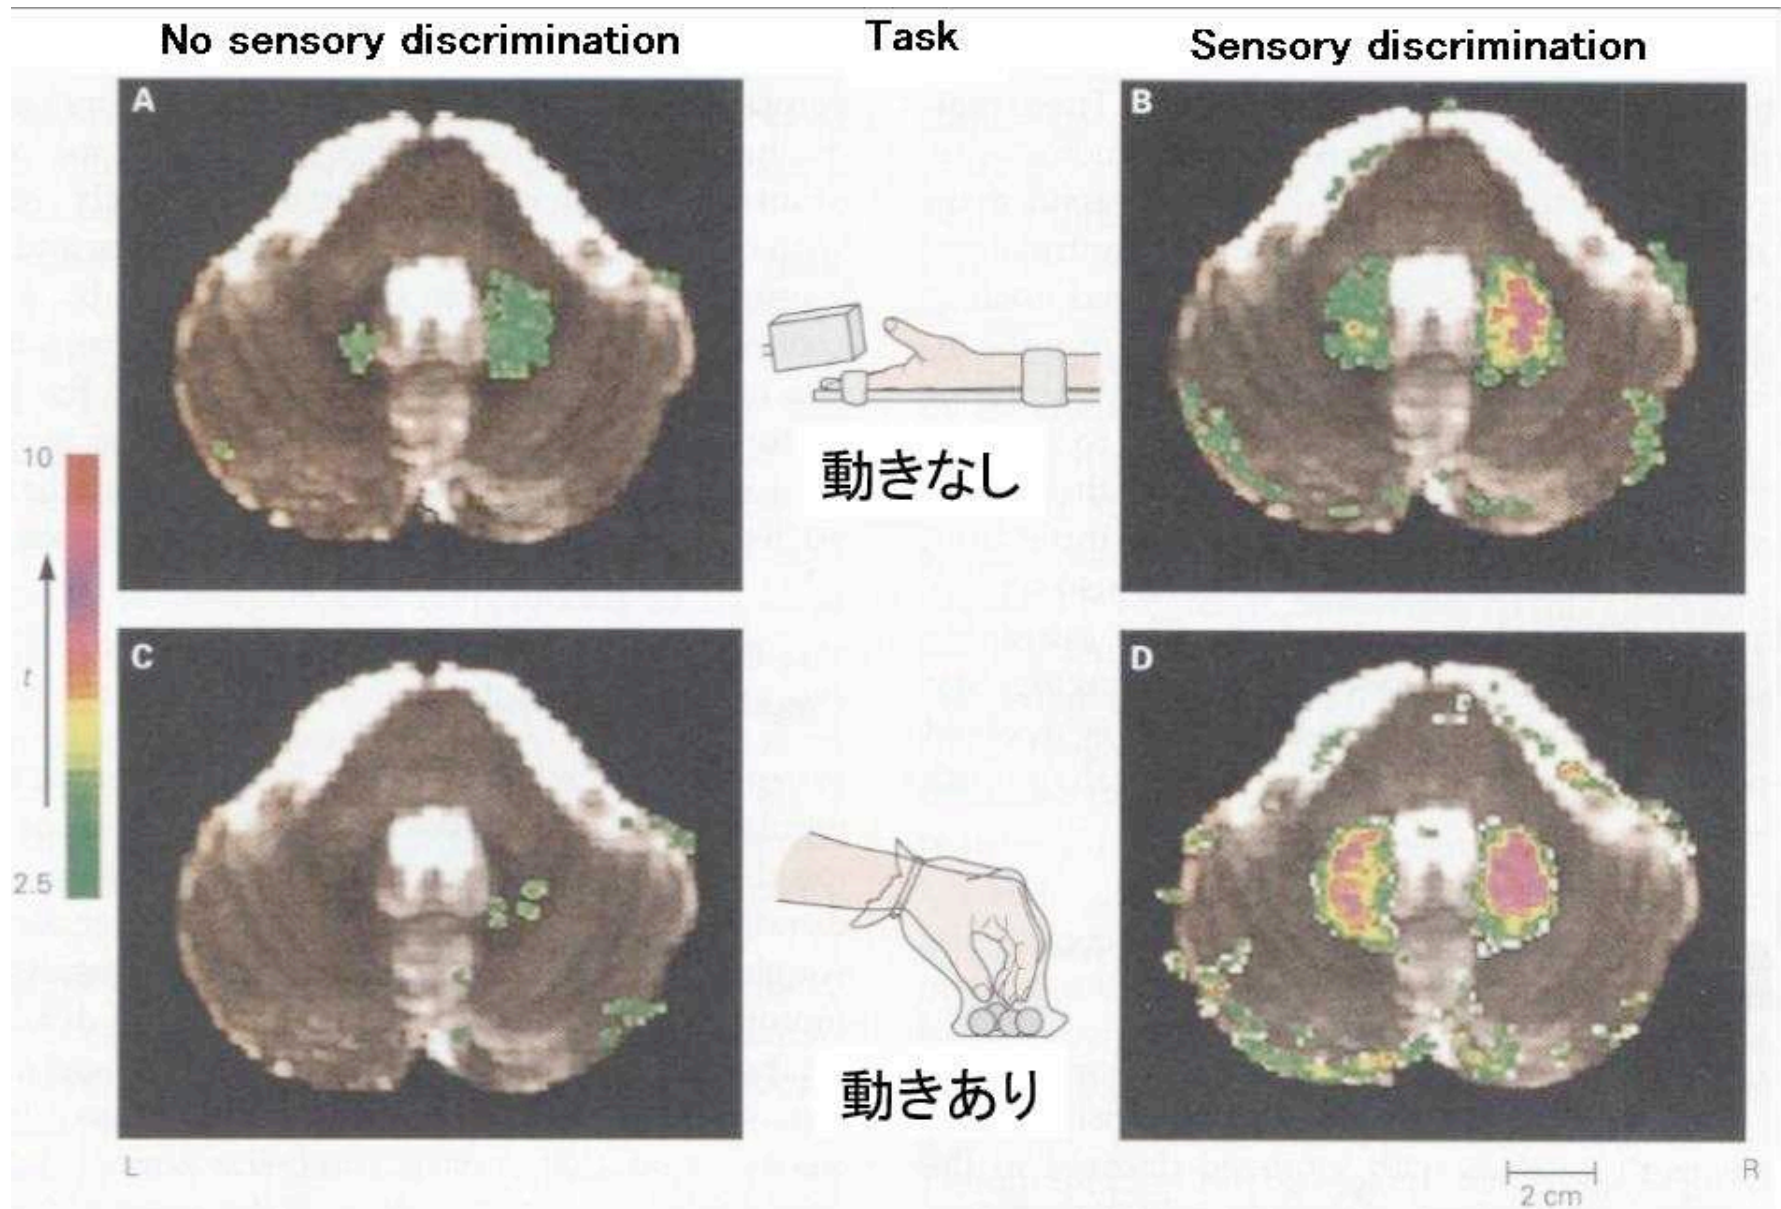 No sensory discrimination
Task
Sensory discrimination
A
B
動きなし
10
t
2.5
C
D
動きあり
L
R
2 cm